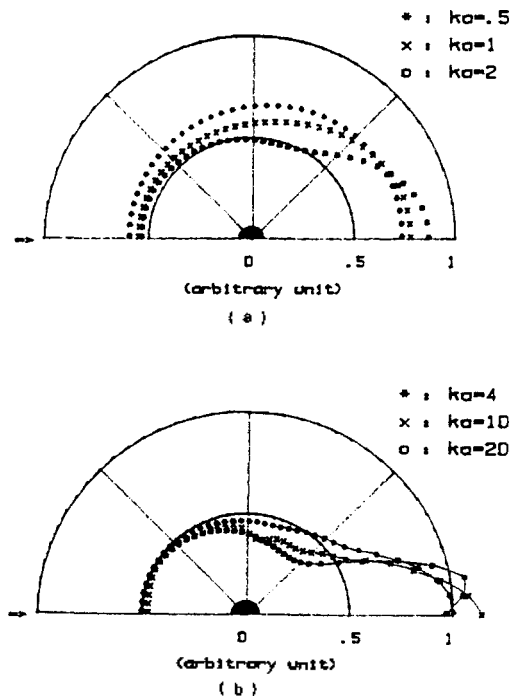 * : ka=.5
x : ka=1
o : ka=2
0 .5 1
(arbitrary unit)
(a)
* : ka=4
x : ka=10
o : ka=20
0 .5 1
(arbitrary unit)
(b)